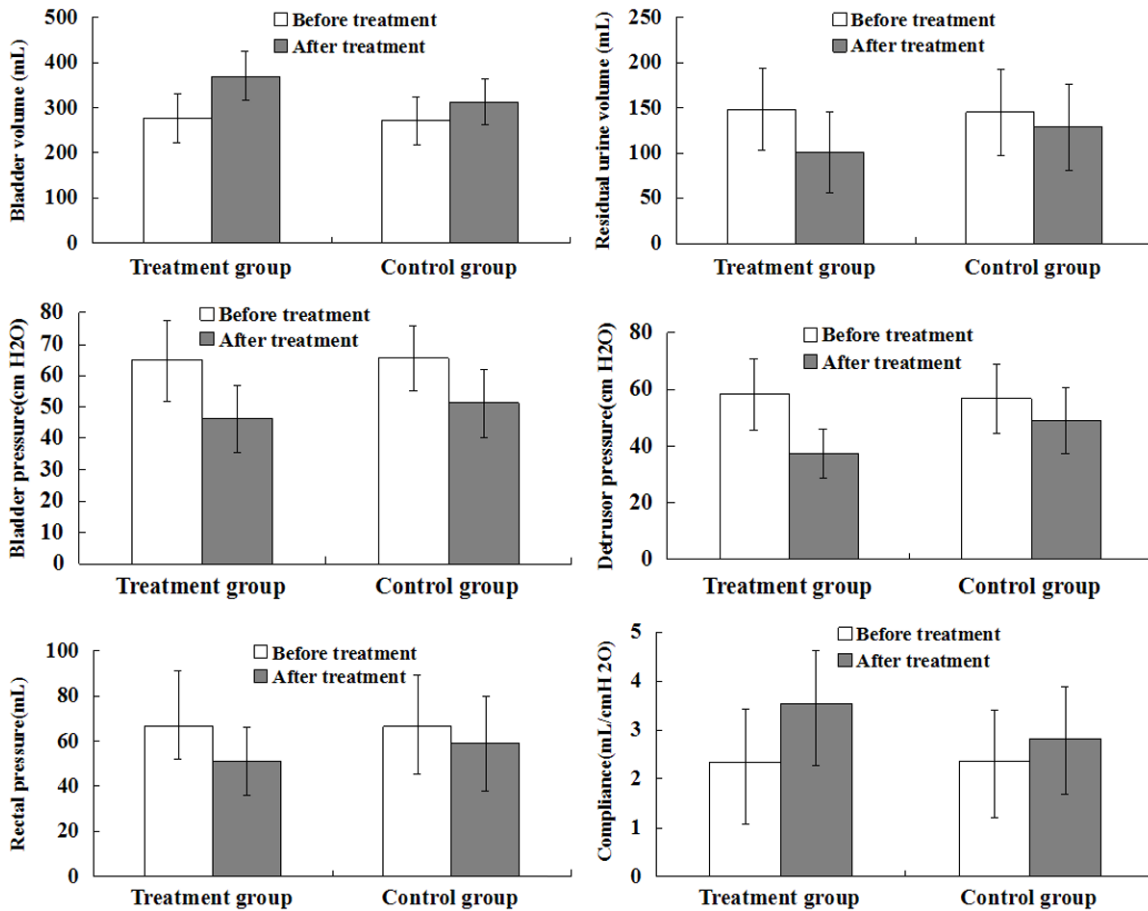 Bladder volume (mL)
500
400
300
200
100
0
Before treatment
After treatment
Treatment group
Control group
Residual urine volume (mL)
250
200
150
100
50
0
Before treatment
After treatment
Treatment group
Control group
Bladder pressure(cm H2O)
80
70
60
50
40
30
20
10
0
Before treatment
After treatment
Treatment group
Control group
Detrusor pressure(cm H2O)
80
60
40
20
0
Before treatment
After treatment
Treatment group
Control group
Rectal pressure(mL)
100
80
60
40
20
0
Before treatment
After treatment
Treatment group
Control group
Compliance(mL/cmH 2O)
5
4
3
2
1
0
Before treatment
After treatment
Treatment group
Control group